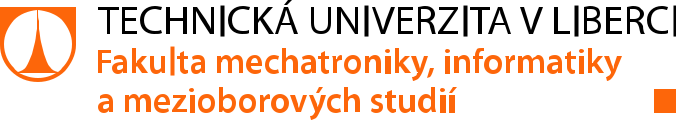 TECHNICKÁ UNIVERZITA V LIBERCI
Fakulta mechatroniky, informatiky
a mezioborových studií